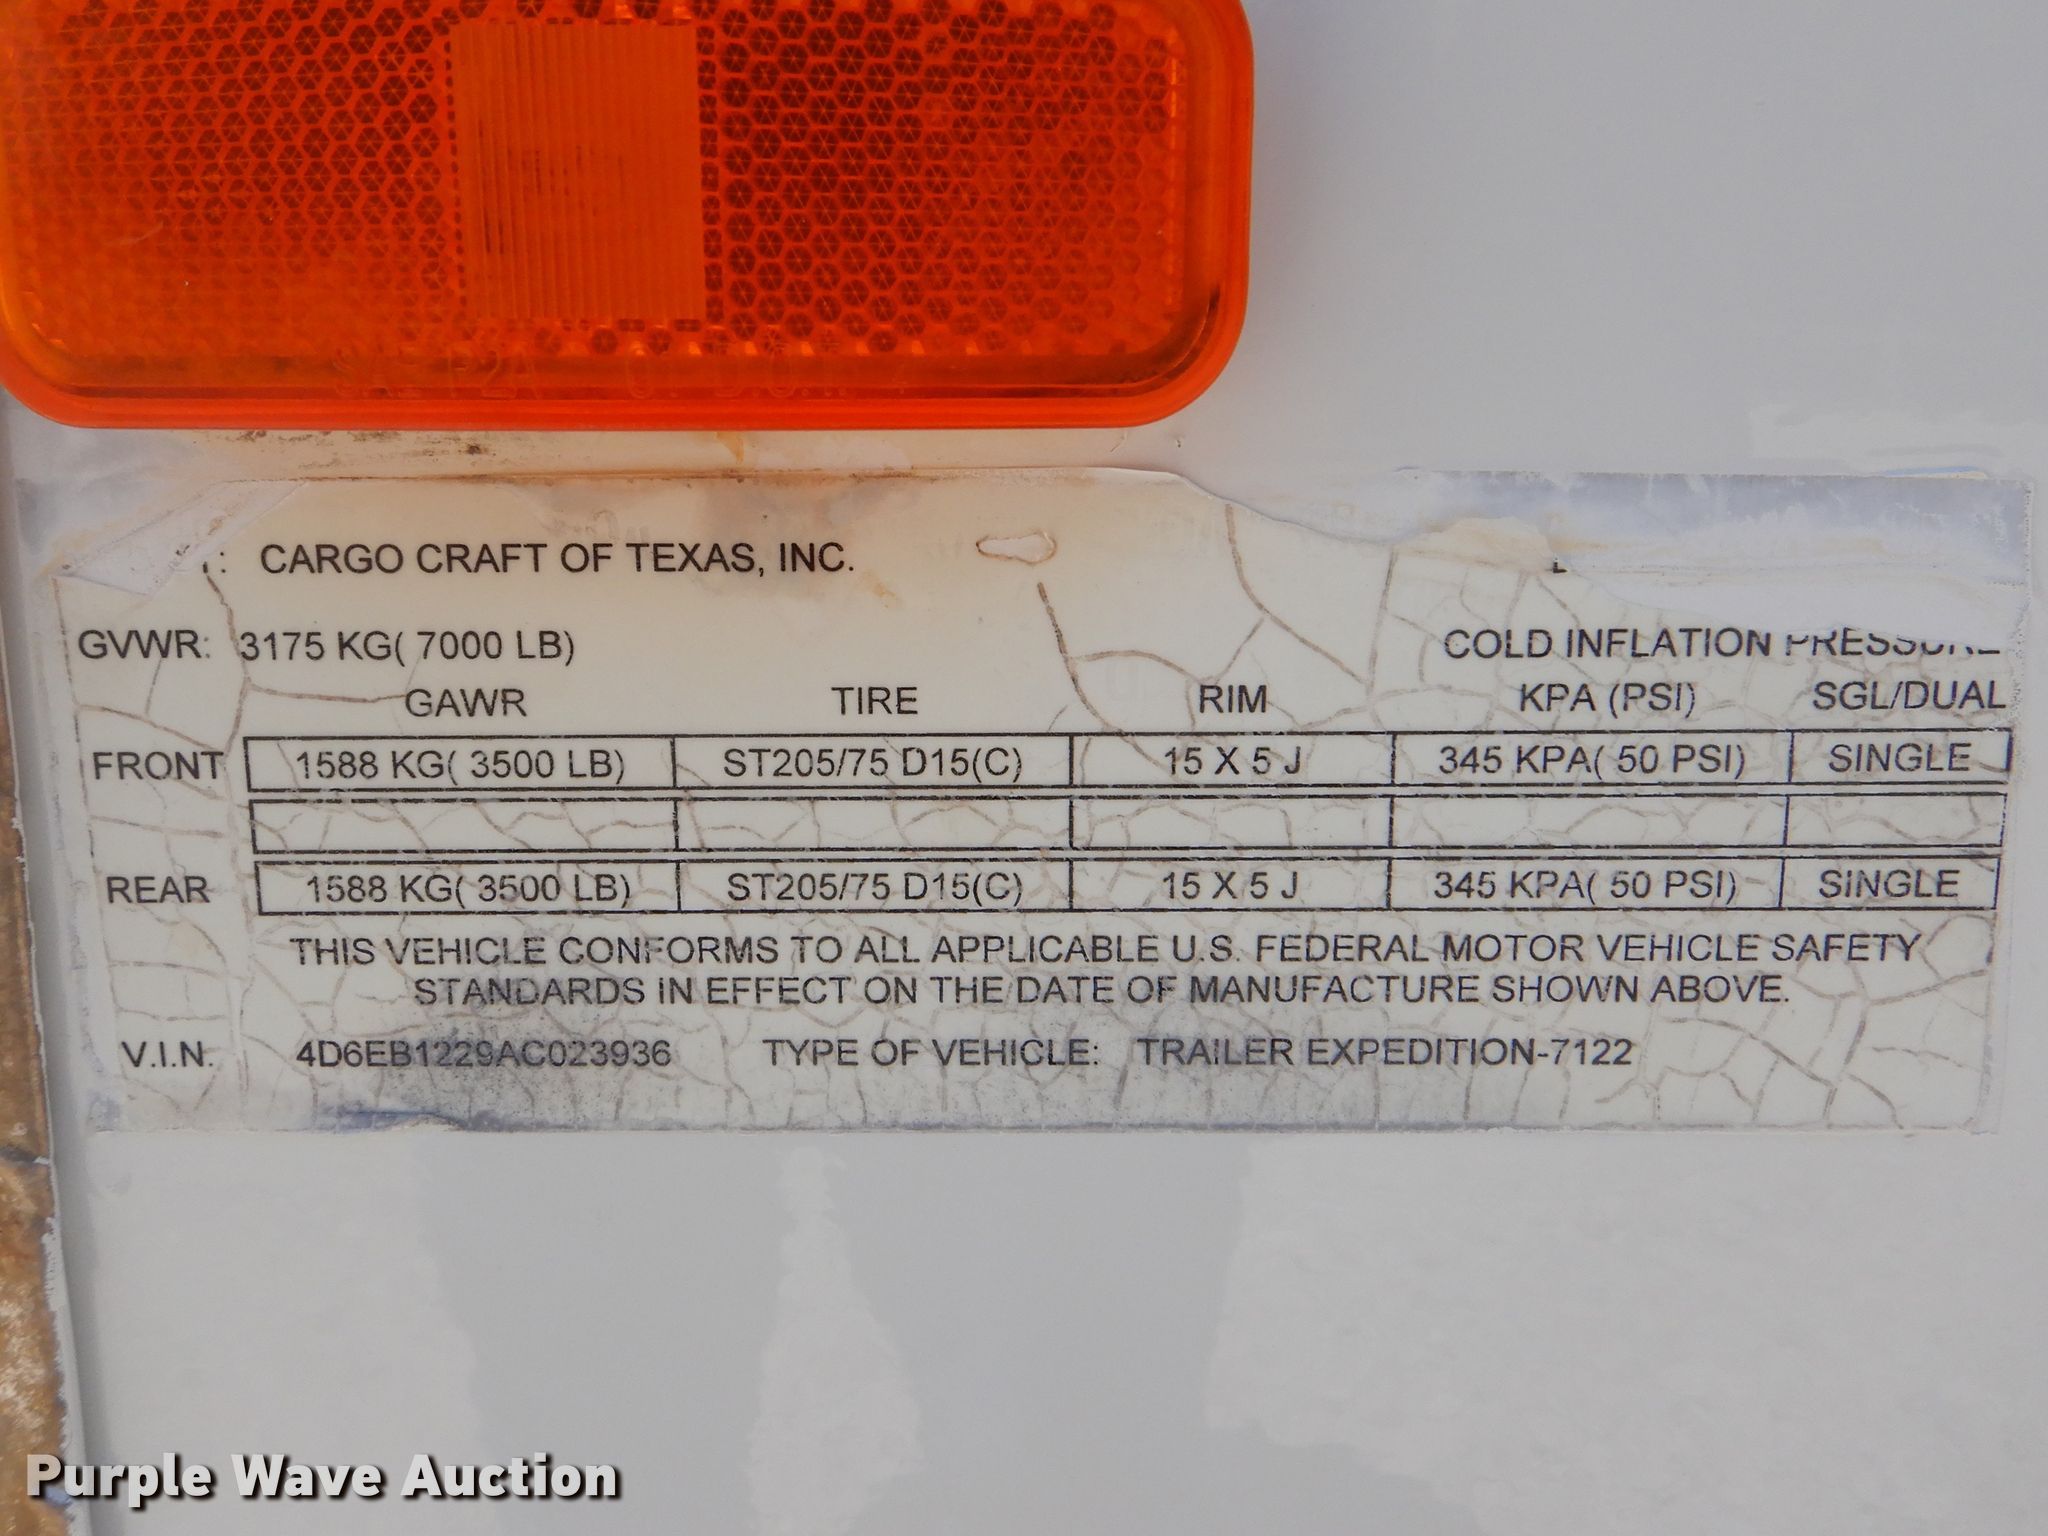 SAE P2A
CARGO CRAFT OF TEXAS, INC.
GVWR: 3175 KG( 7000 LB)
COLD INFLATION PRESSURE
GAWR TIRE RIM KPA (PSI) SGL/DUAL
FRONT 1588 KG( 3500 LB) ST205/75 D15(C) 15 X 5 J 345 KPA( 50 PSI) SINGLE
REAR 1588 KG( 3500 LB) ST205/75 D15(C) 15 X 5 J 345 KPA( 50 PSI) SINGLE
THIS VEHICLE CONFORMS TO ALL APPLICABLE U.S. FEDERAL MOTOR VEHICLE SAFETY
STANDARDS IN EFFECT ON THE DATE OF MANUFACTURE SHOWN ABOVE.
V.I.N. 4D6EB1229AC023936 TYPE OF VEHICLE: TRAILER EXPEDITION-7122
Purple Wave Auction